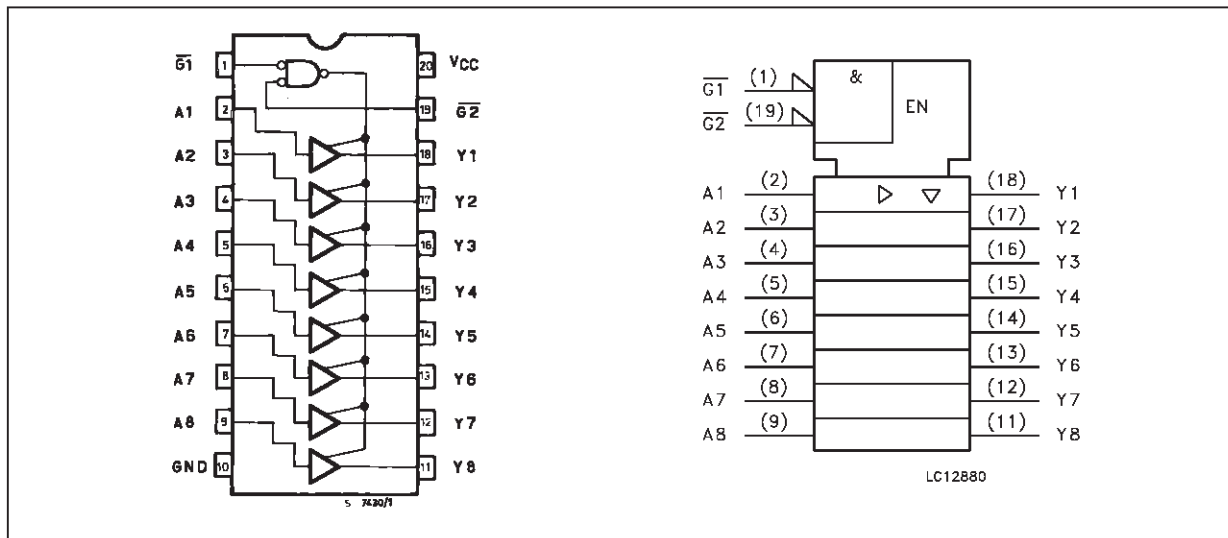 G1 1 20 VCC
A1 2 19 G2
A2 3 18 Y1
A3 4 17 Y2
A4 5 16 Y3
A5 6 15 Y4
A6 7 14 Y5
A7 8 13 Y6
A8 9 12 Y7
GND 10 11 Y8
S 7430/1
&
G1 (1)
EN
G2 (19)
A1 (2) (18) Y1
A2 (3) (17) Y2
A3 (4) (16) Y3
A4 (5) (15) Y4
A5 (6) (14) Y5
A6 (7) (13) Y6
A7 (8) (12) Y7
A8 (9) (11) Y8
LC12880